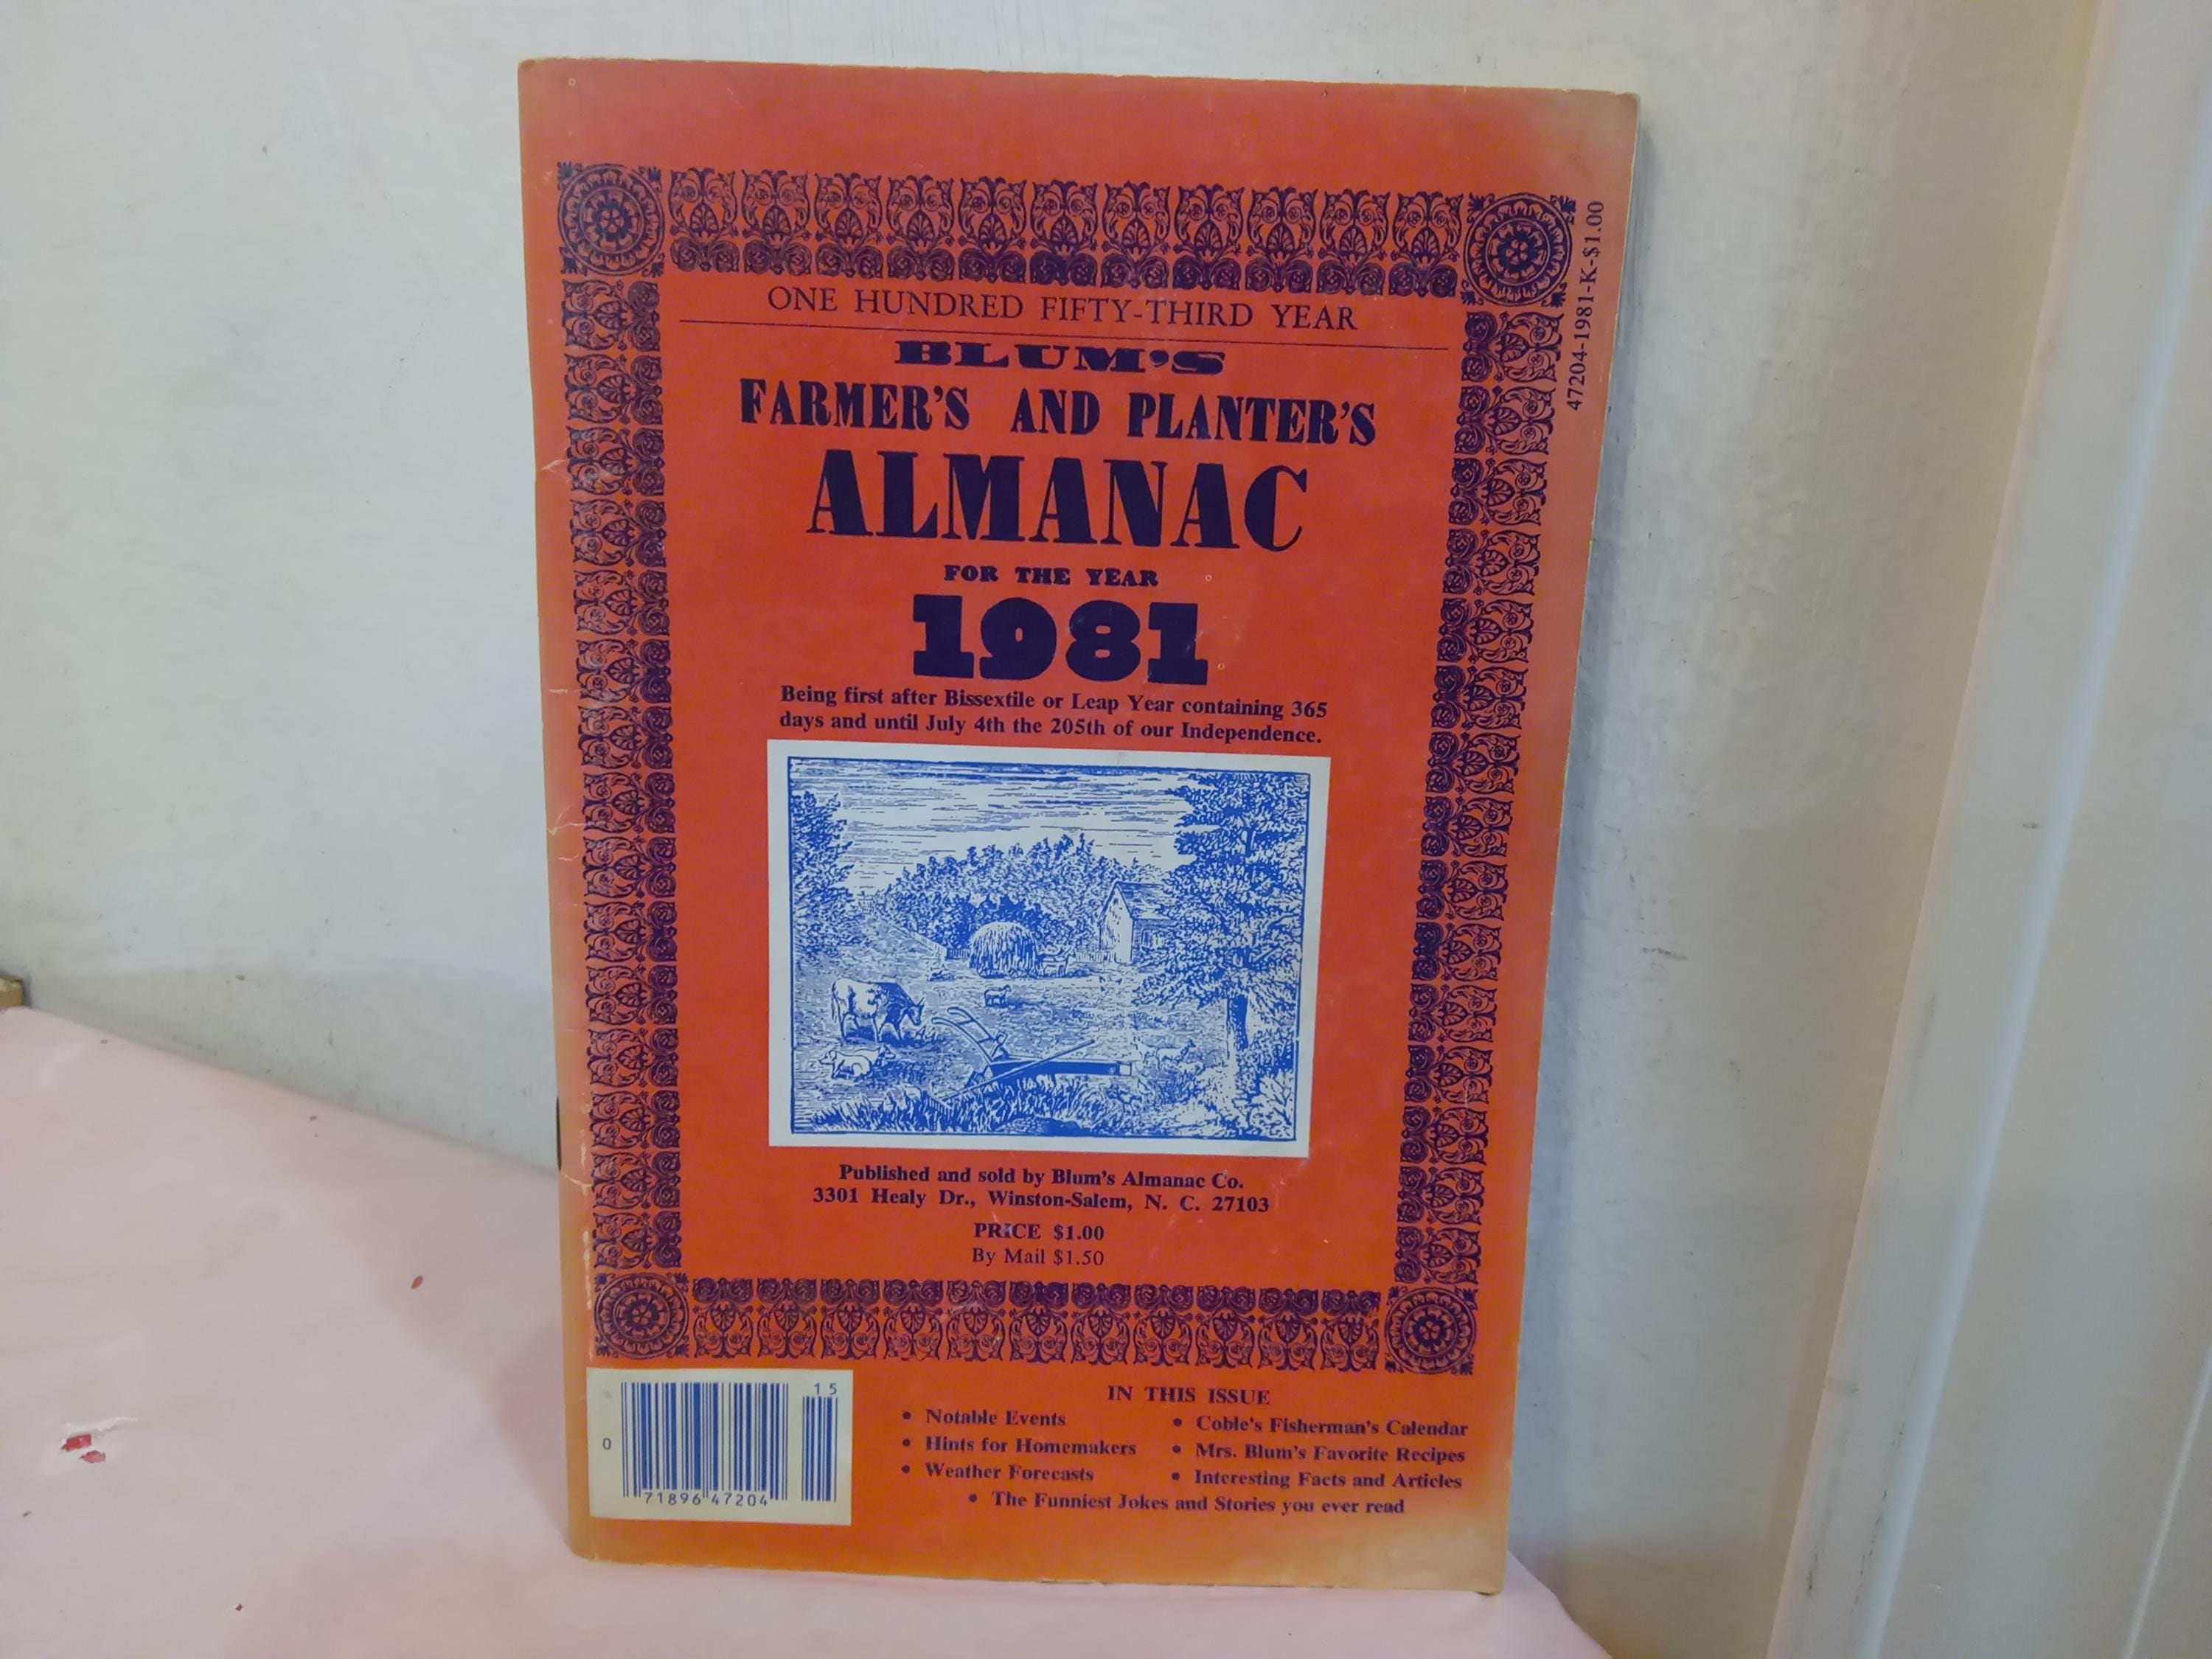 ONE HUNDRED FIFTY-THIRD YEAR
BLUM'S
FARMER'S AND PLANTER'S
ALMANAC
FOR THE YEAR
1981
Being first after Bissextile or Leap Year containing 365
days and until July 4th the 205th of our Independence.
Published and sold by Blum's Almanac Co.
3301 Healy Dr., Winston-Salem, N. C. 27103
PRICE $1.00
By Mail $1.50
47204-1981-K-$1.00
15
0
71896 47204
IN THIS ISSUE
• Notable Events
• Hints for Homemakers
• Weather Forecasts
• Coble's Fisherman's Calendar
• Mrs. Blum's Favorite Recipes
• Interesting Facts and Articles
• The Funniest Jokes and Stories you ever read